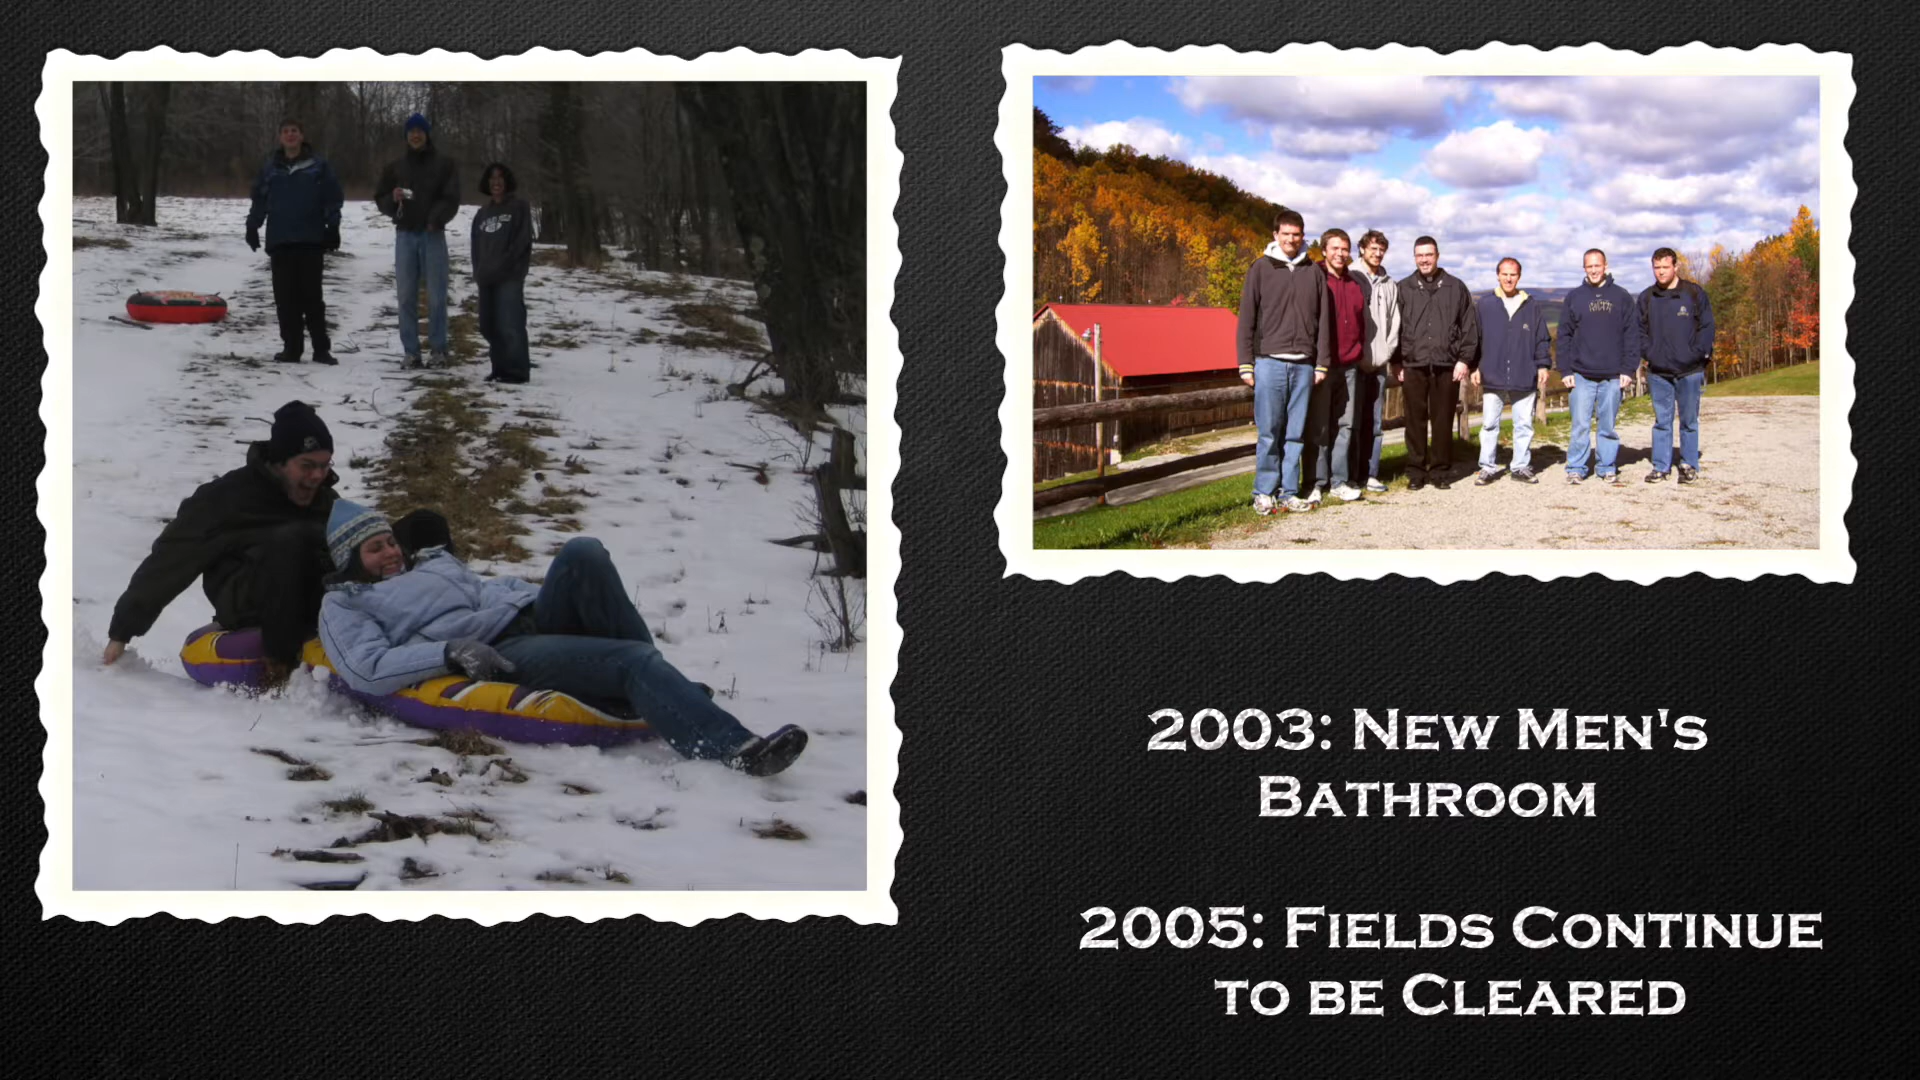 2003: New Men's
Bathroom
2005: Fields Continue
to be Cleared